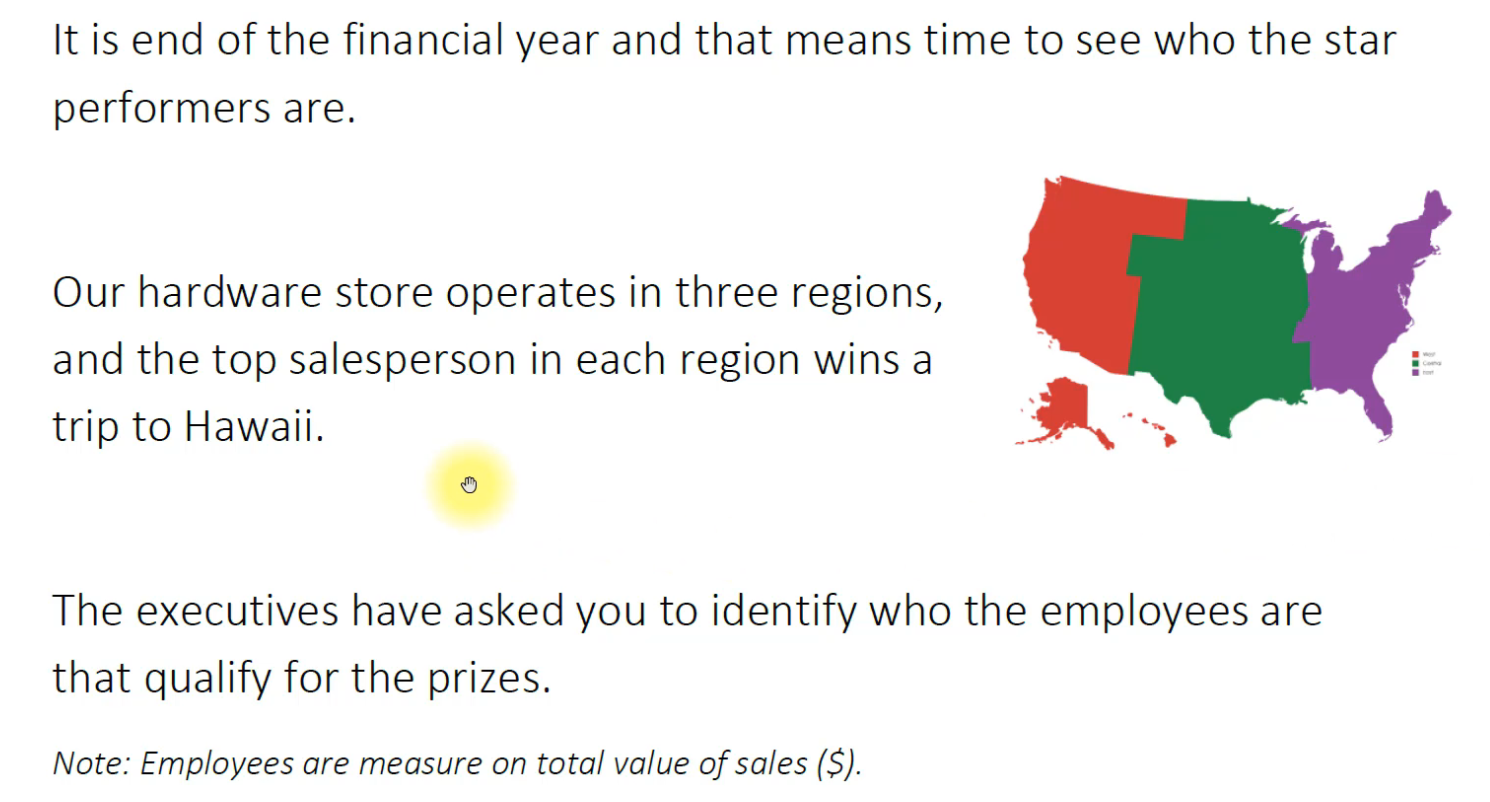 It is end of the financial year and that means time to see who the star
performers are.
Our hardware store operates in three regions,
and the top salesperson in each region wins a
trip to Hawaii.
West
Central
East
The executives have asked you to identify who the employees are
that qualify for the prizes.
Note: Employees are measure on total value of sales ($).